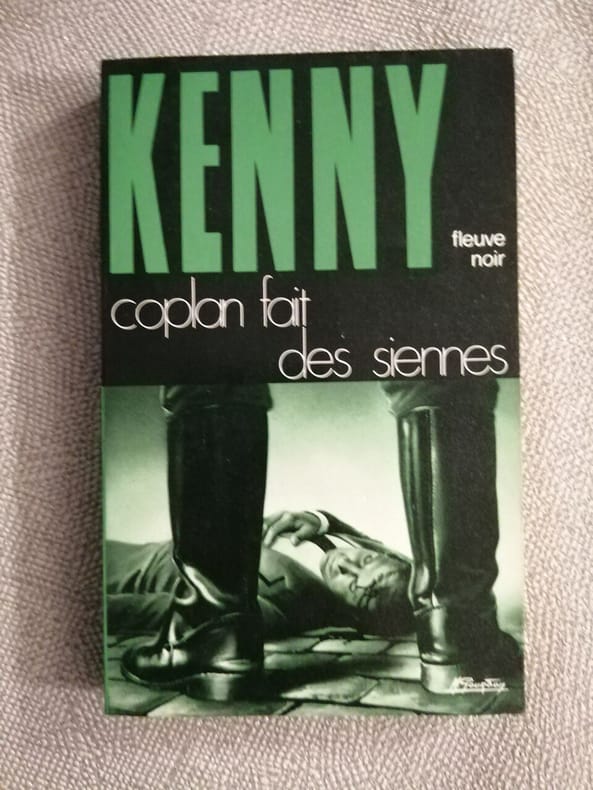 KENNY
fleuve
noir
coplan fait
des siennes